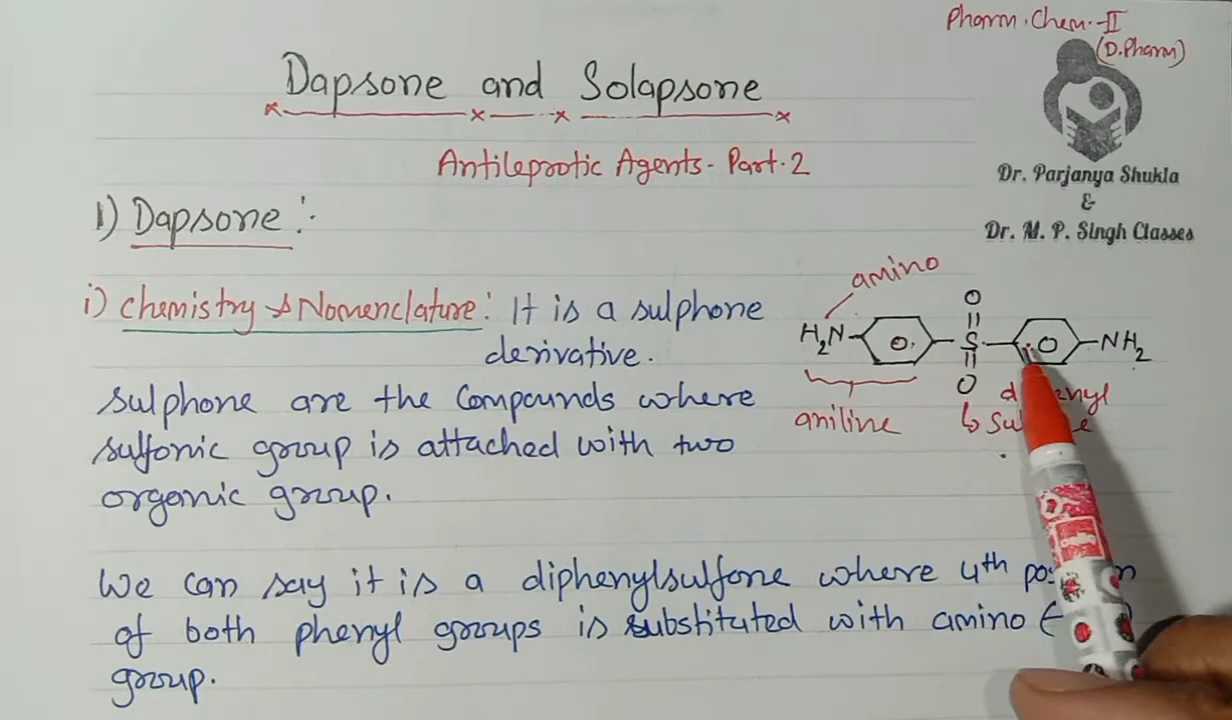 Pharm. Chem.-II
(D.Pharm)
Dapsone and Solapsone
Antileprotic Agents- Part-2
Dr. Parjanya Shukla
&
Dr. M. P. Singh Classes
1) Dapsone :-
amino
i) Chemistry & Nomenclature: It is a sulphone
derivative.
O
H2N- O -S- O -NH2
O
aniline
Sulphone are the compounds where
sulfonic group is attached with two
organic group.
We can say it is a diphenylsulfone where 4th
of both phenyl groups is substituted with amino (-
group.